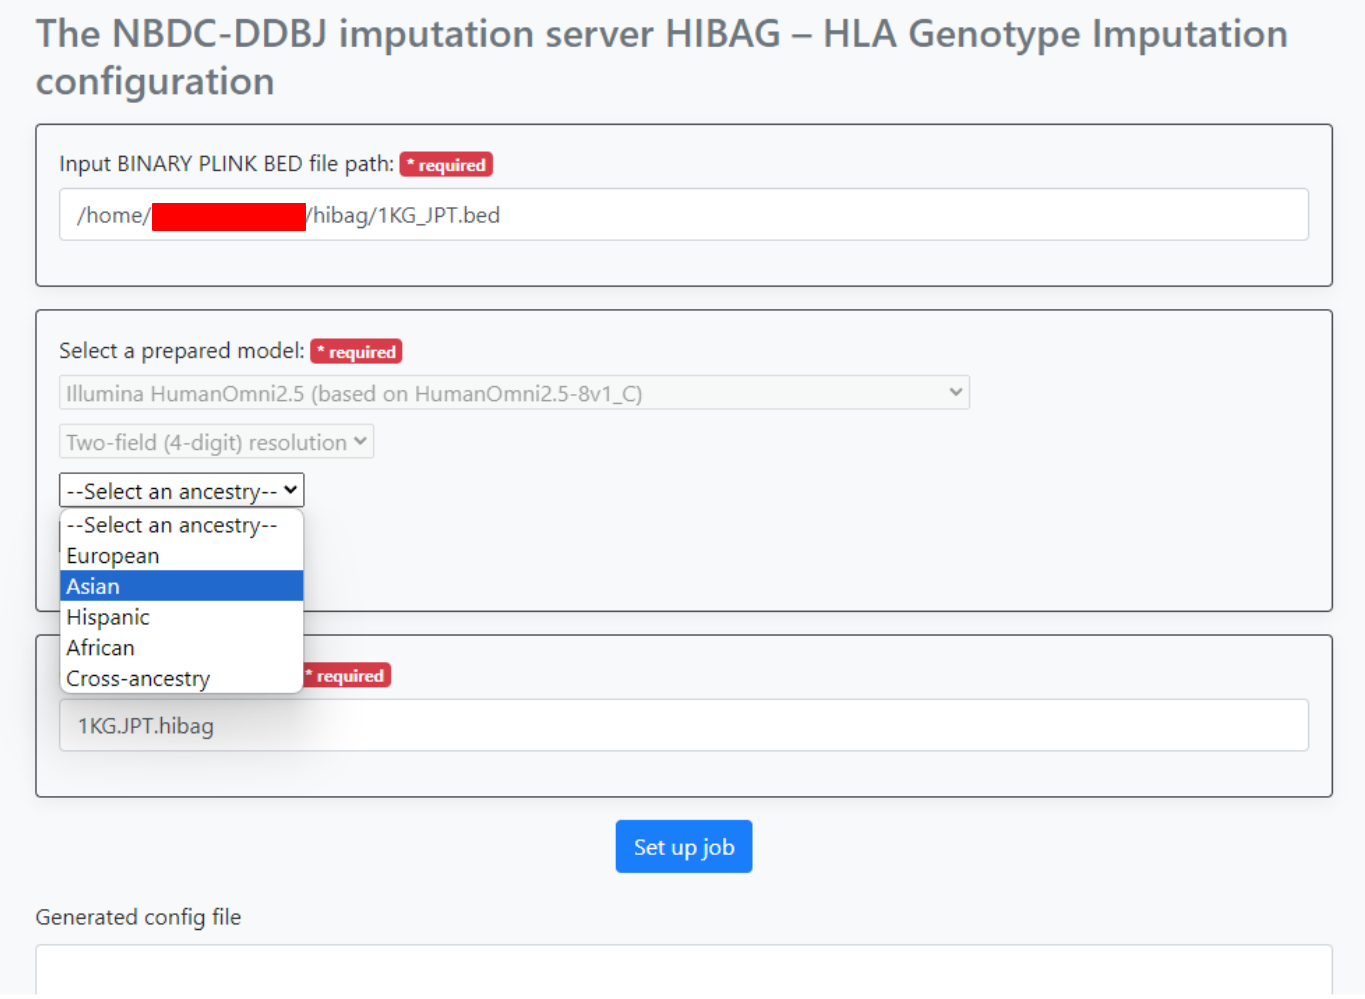 The NBDC-DDBJ imputation server HIBAG – HLA Genotype Imputation
configuration
Input BINARY PLINK BED file path: * required
/home/ /hibag/1KG_JPT.bed
Select a prepared model: * required
Illumina HumanOmni2.5 (based on HumanOmni2.5-8v1_C)
Two-field (4-digit) resolution
--Select an ancestry--
--Select an ancestry--
European
Asian
Hispanic
African
Cross-ancestry
* required
1KG.JPT.hibag
Set up job
Generated config file